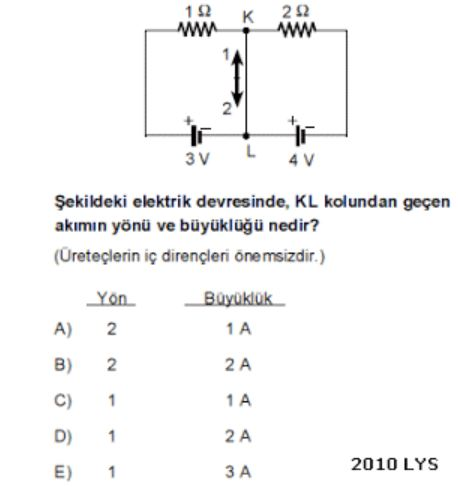 1 Ω K 2 Ω
1
2
+ - + -
3 V L 4 V
Şekildeki elektrik devresinde, KL kolundan geçen
akımın yönü ve büyüklüğü nedir?
(Üreteçlerin iç dirençleri önemsizdir.)
Yön Büyüklük
A) 2 1 A
B) 2 2 A
C) 1 1 A
D) 1 2 A
E) 1 3 A
2010 LYS